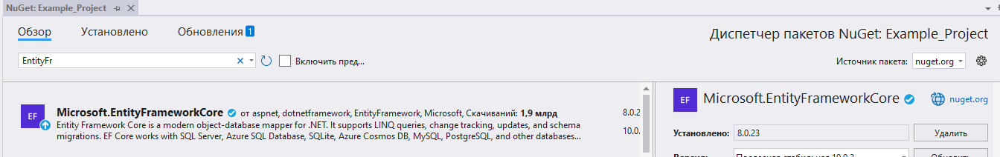 NuGet: Example_Project
Обзор Установлено Обновления 1
Диспетчер пакетов NuGet: Example_Project
EntityFr
Включить пред...
Источник пакета: nuget.org
EF Microsoft.EntityFrameworkCore от aspnet, dotnetframework, EntityFramework, Microsoft, Скачиваний: 1,9 млрд 8.0.2
Entity Framework Core is a modern object-database mapper for .NET. It supports LINQ queries, change tracking, updates, and schema
migrations. EF Core works with SQL Server, Azure SQL Database, SQLite, Azure Cosmos DB, MySQL, PostgreSQL, and other databases... 10.0.
EF Microsoft.EntityFrameworkCore nuget.org
Установлено: 8.0.23 Удалить